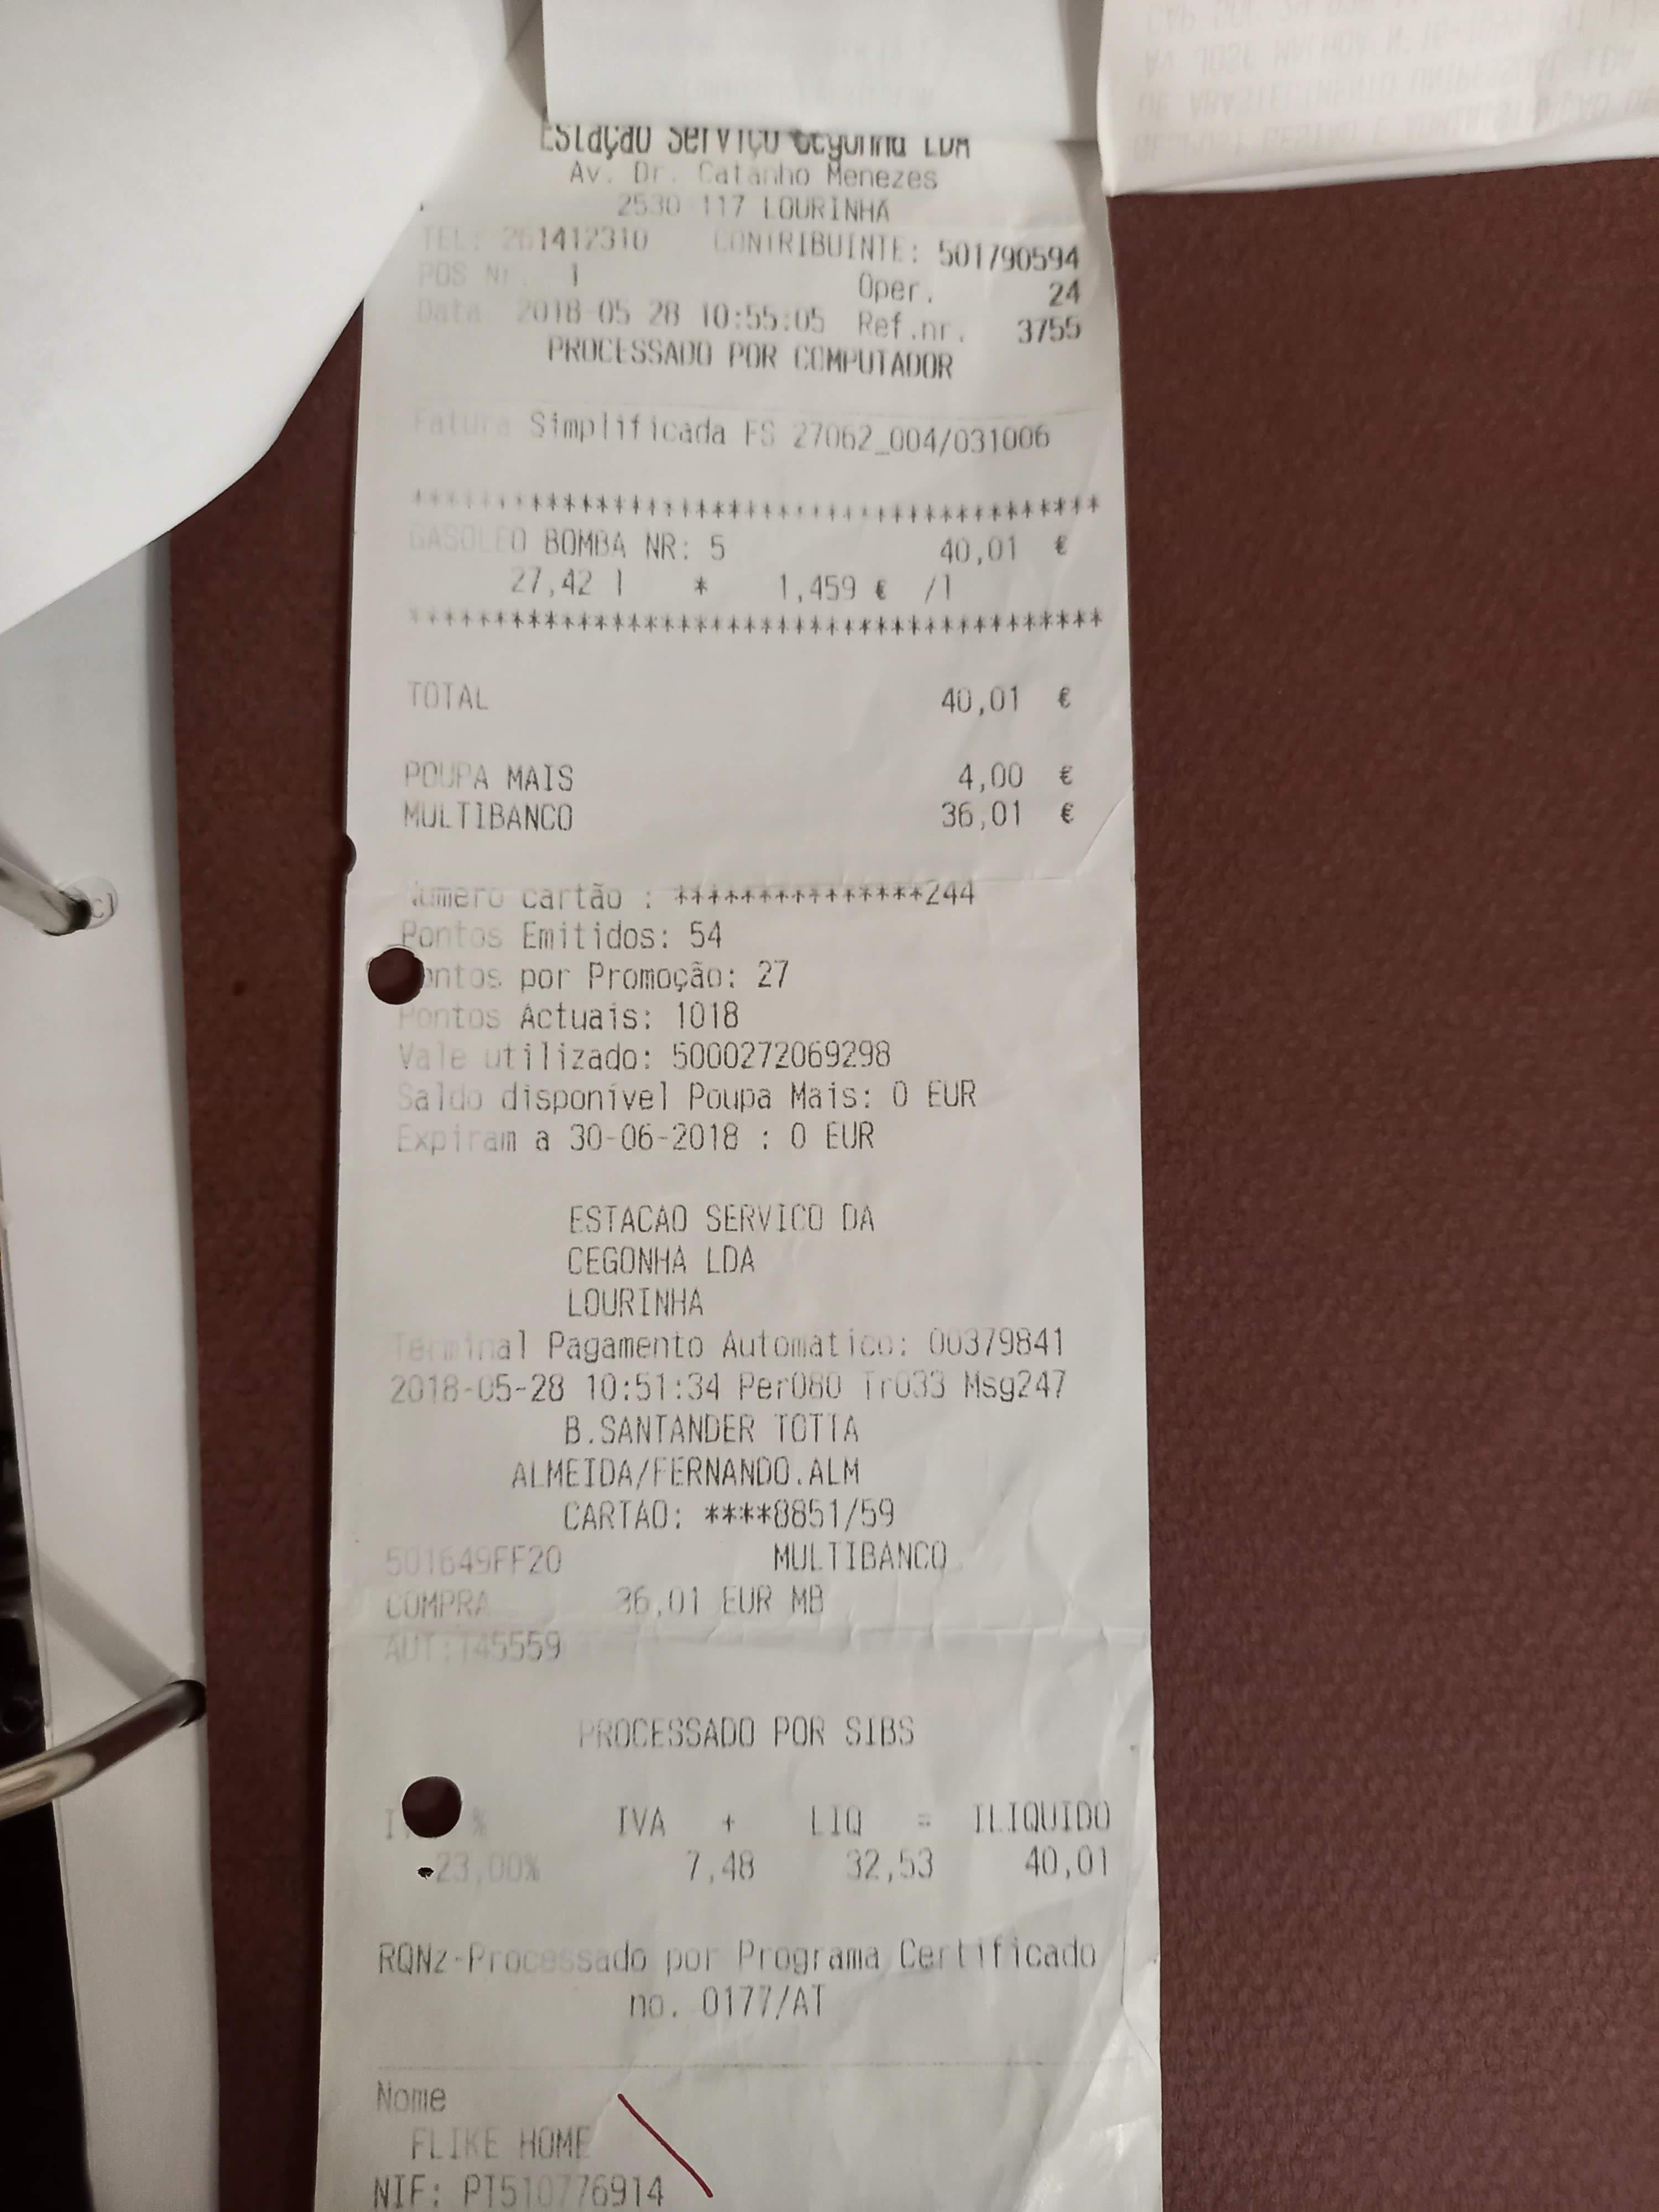 Estação Serviço Cegonha LDA
Av. Dr. Catanho Menezes
2530-117 LOURINHA
TEL: 261412310 CONTRIBUINTE: 501790594
POS Nr. 1 Oper. 24
Data 2018-05-28 10:55:05 Ref.nr. 3755
PROCESSADO POR COMPUTADOR
Fatura Simplificada FS 27062_004/031006
******************************************
GASOLEO BOMBA NR: 5 40,01 €
27,42 l * 1,459 € /l
******************************************
TOTAL 40,01 €
POUPA MAIS 4,00 €
MULTIBANCO 36,01 €
Numero cartão : ***************244
Pontos Emitidos: 54
ontos por Promoção: 27
Pontos Actuais: 1018
Vale utilizado: 5000272069298
Saldo disponivel Poupa Mais: 0 EUR
Expiram a 30-06-2018 : 0 EUR
ESTACAO SERVICO DA
CEGONHA LDA
LOURINHA
Terminal Pagamento Automatico: 00379841
2018-05-28 10:51:34 Per080 Tr033 Msg247
B.SANTANDER TOTTA
ALMEIDA/FERNANDO.ALM
CARTAO: ****8851/59
501649FF20 MULTIBANCO
COMPRA 36,01 EUR MB
AUT:T45559
PROCESSADO POR SIBS
% IVA + LIQ = ILIQUIDO
23,00% 7,48 32,53 40,01
RQNz-Processado por Programa Certificado
no. 0177/AT
Nome
FLIKE HOME
NIF: PT510776914